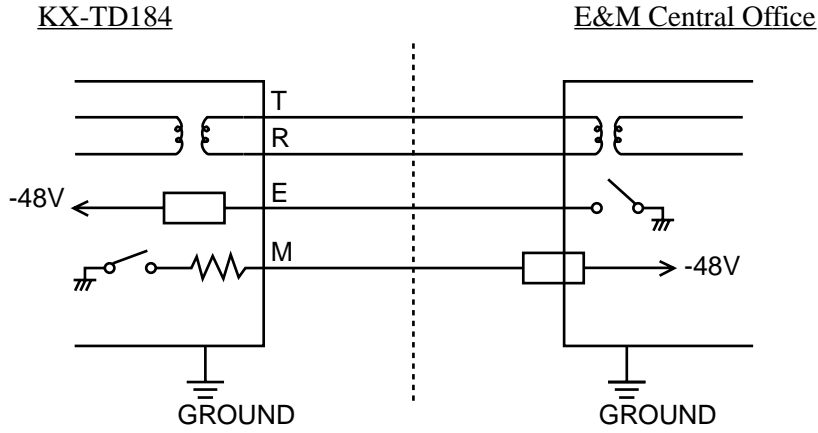 KX-TD184
E&M Central Office
T
R
E
-48V
M
-48V
GROUND
GROUND